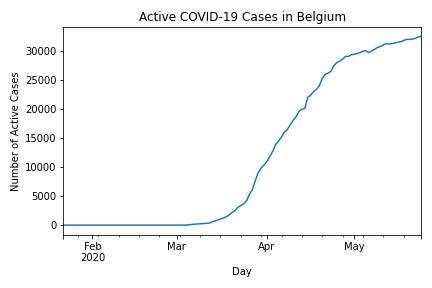 Active COVID-19 Cases in Belgium
Number of Active Cases
30000
25000
20000
15000
10000
5000
0
Feb
2020
Mar
Apr
May
Day